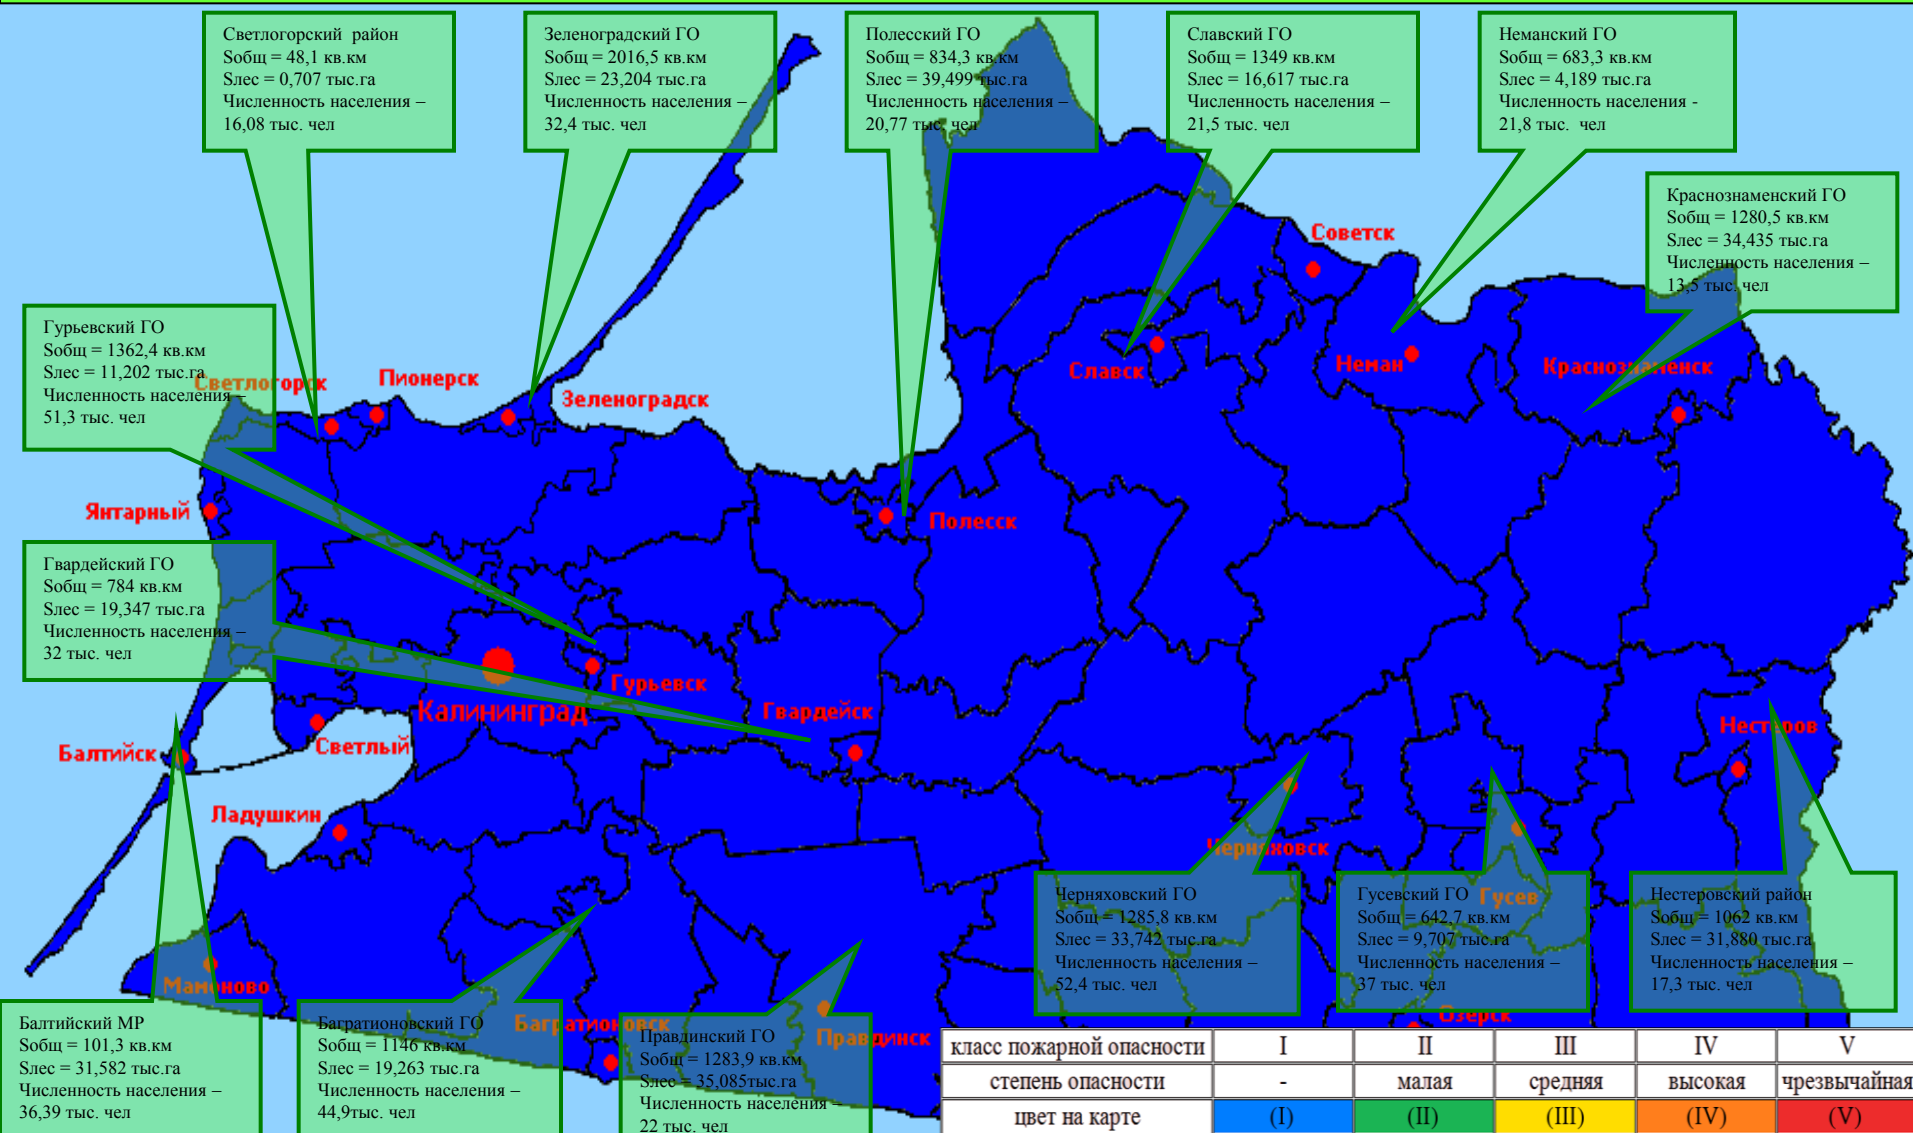 Светлогорский район
Sобщ = 48,1 кв.км
Sлес = 0,707 тыс.га
Численность населения –
16,08 тыс. чел
Зеленоградский ГО
Sобщ = 2016,5 кв.км
Sлес = 23,204 тыс.га
Численность населения –
32,4 тыс. чел
Полесский ГО
Sобщ = 834,3 кв.км
Sлес = 39,499 тыс.га
Численность населения –
20,77 тыс. чел
Славский ГО
Sобщ = 1349 кв.км
Sлес = 16,617 тыс.га
Численность населения –
21,5 тыс. чел
Неманский ГО
Sобщ = 683,3 кв.км
Sлес = 4,189 тыс.га
Численность населения -
21,8 тыс. чел
Краснознаменский ГО
Sобщ = 1280,5 кв.км
Sлес = 34,435 тыс.га
Численность населения –
13,5 тыс. чел
Советск
Гурьевский ГО
Sобщ = 1362,4 кв.км
Sлес = 11,202 тыс.га
Численность населения –
51,3 тыс. чел
Светлогорск
Пионерск
Зеленоградск
Славск
Неман
Краснознаменск
Янтарный
Полесск
Гвардейский ГО
Sобщ = 784 кв.км
Sлес = 19,347 тыс.га
Численность населения –
32 тыс. чел
Калининград
Гурьевск
Гвардейск
Нестеров
Балтийск
Светлый
Ладушкин
Черняховск
Гусев
Черняховский ГО
Sобщ = 1285,8 кв.км
Sлес = 33,742 тыс.га
Численность населения –
52,4 тыс. чел
Гусевский ГО
Sобщ = 642,7 кв.км
Sлес = 9,707 тыс.га
Численность населения –
37 тыс. чел
Нестеровский район
Sобщ = 1062 кв.км
Sлес = 31,880 тыс.га
Численность населения –
17,3 тыс. чел
Мамоново
Багратионовск
Правдинск
Озерск
Балтийский МР
Sобщ = 101,3 кв.км
Sлес = 31,582 тыс.га
Численность населения –
36,39 тыс. чел
Багратионовский ГО
Sобщ = 1146 кв.км
Sлес = 19,263 тыс.га
Численность населения –
44,9тыс. чел
Правдинский ГО
Sобщ = 1283,9 кв.км
Sлес = 35,085тыс.га
Численность населения –
22 тыс. чел
класс пожарной опасности I II III IV V
степень опасности - малая средняя высокая чрезвычайная
цвет на карте (I) (II) (III) (IV) (V)